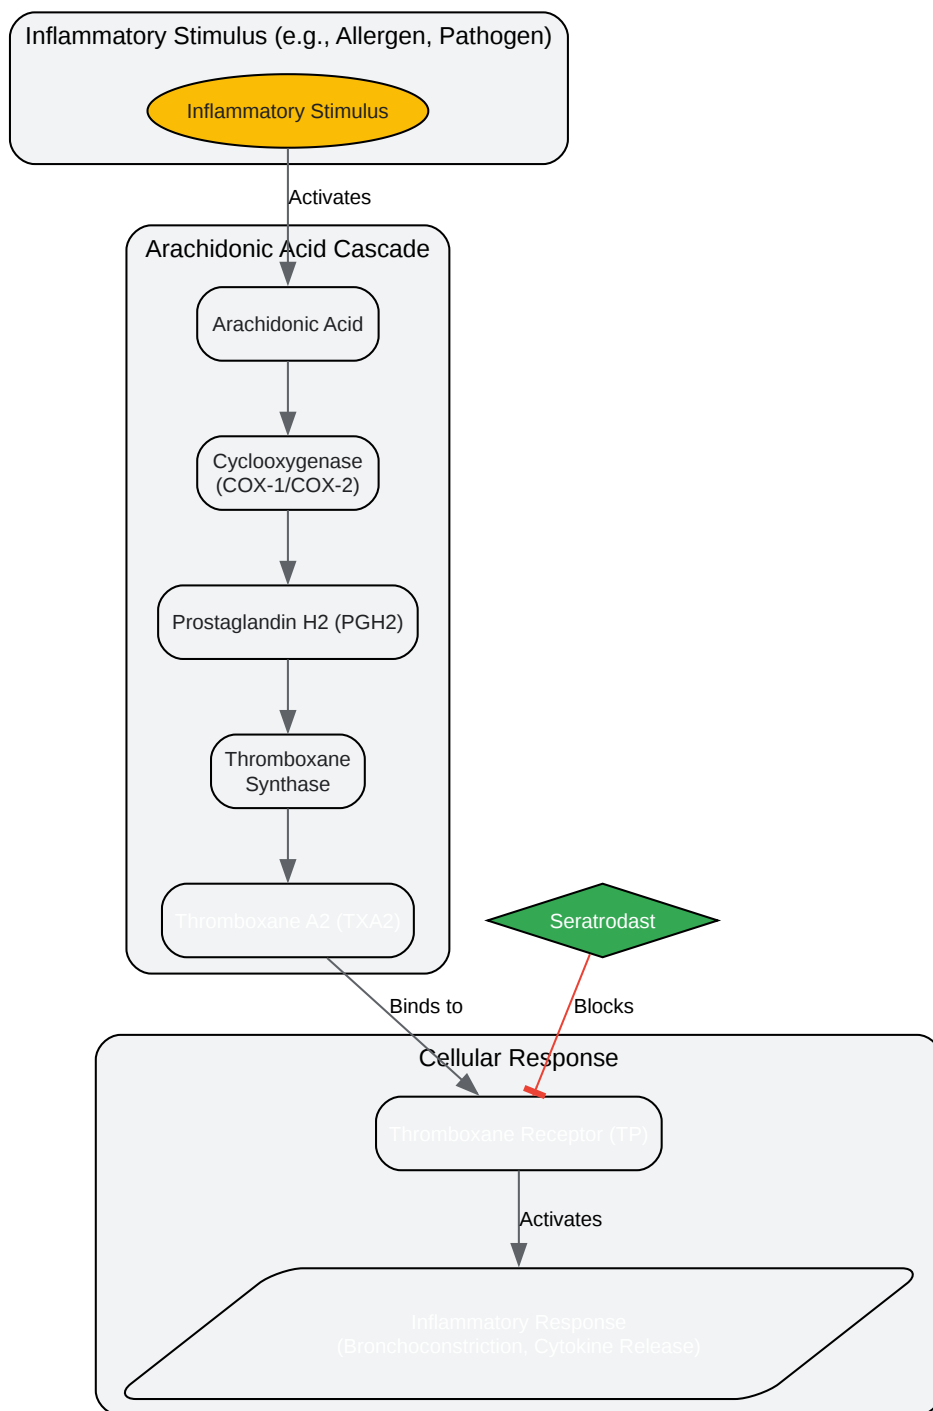 Inflammatory Stimulus (e.g., Allergen, Pathogen)
Inflammatory Stimulus
Activates
Arachidonic Acid Cascade
Arachidonic Acid
Cyclooxygenase
(COX-1/COX-2)
Prostaglandin H2 (PGH2)
Thromboxane
Synthase
Thromboxane A2 (TXA2)
Seratrodast
Binds to
Blocks
Cellular Response
Thromboxane Receptor (TP)
Activates
Inflammatory Response
(Bronchoconstriction, Cytokine Release)